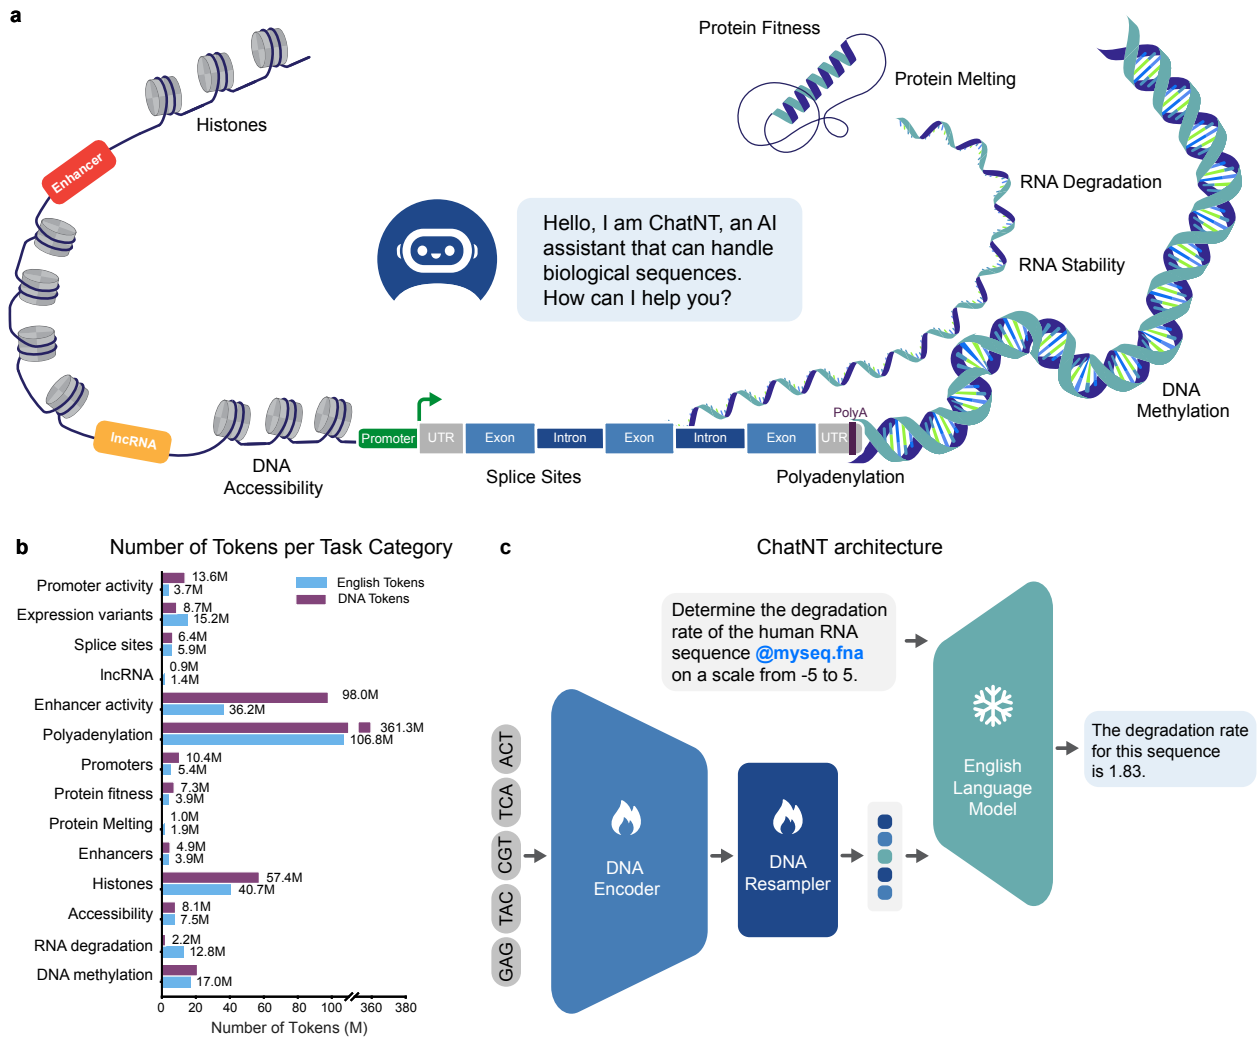 a
Protein Fitness
Protein Melting
Histones
Enhancer
RNA Degradation
RNA Stability
Hello, I am ChatNT, an AI
assistant that can handle
biological sequences.
How can I help you?
DNA
Methylation
lncRNA
DNA
Accessibility
Promoter
UTR
Exon
Intron
Exon
Intron
Exon
UTR
PolyA
Splice Sites
Polyadenylation
b
Number of Tokens per Task Category
English Tokens
DNA Tokens
Promoter activity
13.6M
3.7M
Expression variants
8.7M
15.2M
Splice sites
6.4M
5.9M
lncRNA
0.9M
1.4M
Enhancer activity
98.0M
36.2M
Polyadenylation
361.3M
106.8M
Promoters
10.4M
5.4M
Protein fitness
7.3M
3.9M
Protein Melting
1.0M
1.9M
Enhancers
4.9M
3.9M
Histones
57.4M
40.7M
Accessibility
8.1M
7.5M
RNA degradation
2.2M
12.8M
DNA methylation
17.0M
0 20 40 60 80 100 360 380
Number of Tokens (M)
c
ChatNT architecture
Determine the degradation
rate of the human RNA
sequence @myseq.fna
on a scale from -5 to 5.
ACT
TCA
CGT
TAC
GAG
DNA
Encoder
DNA
Resampler
English
Language
Model
The degradation rate
for this sequence
is 1.83.